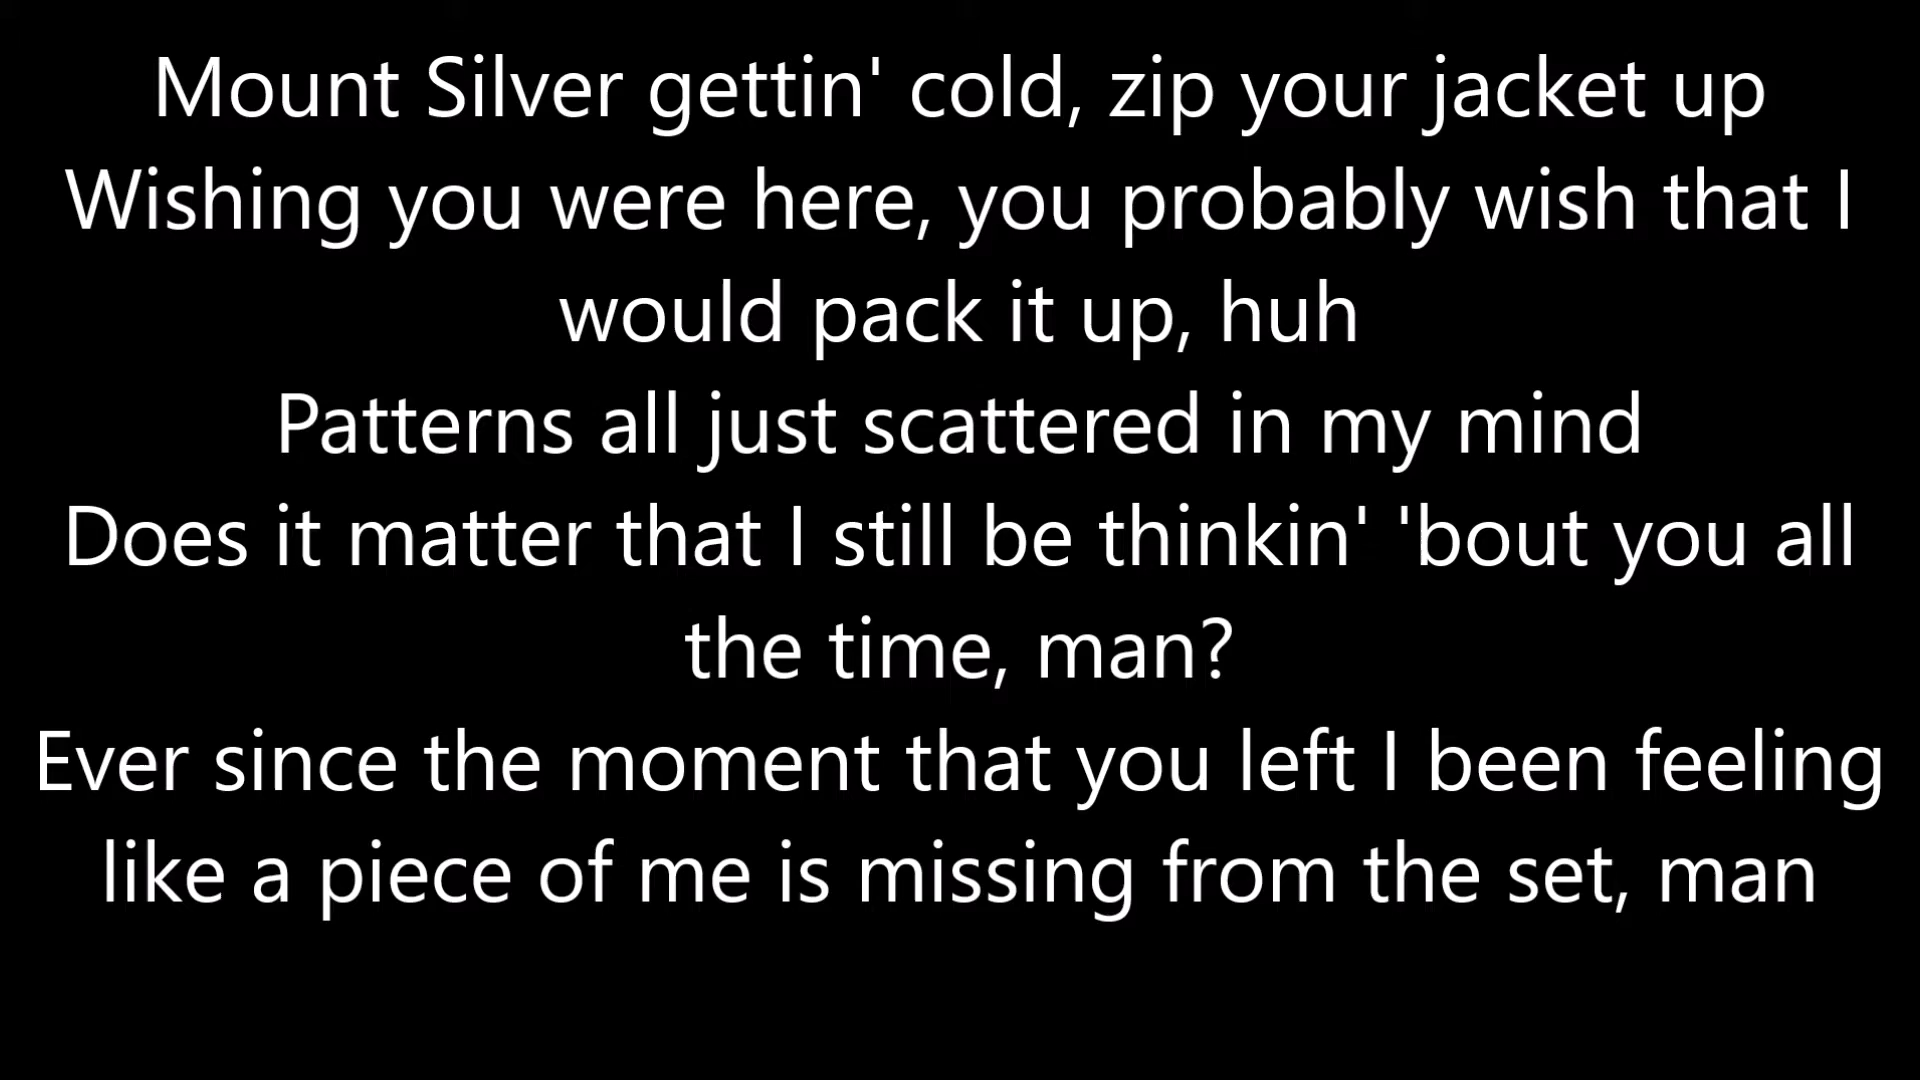 Mount Silver gettin' cold, zip your jacket up
Wishing you were here, you probably wish that I
would pack it up, huh
Patterns all just scattered in my mind
Does it matter that I still be thinkin' 'bout you all
the time, man?
Ever since the moment that you left I been feeling
like a piece of me is missing from the set, man